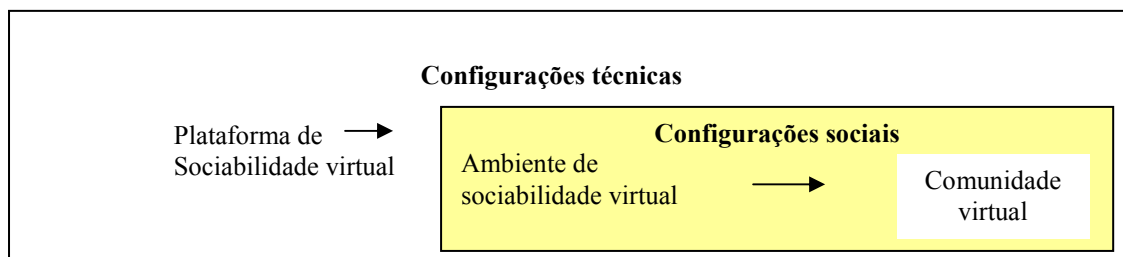 Configurações técnicas
Plataforma de
Sociabilidade virtual
Configurações sociais
Ambiente de
sociabilidade virtual
Comunidade
virtual